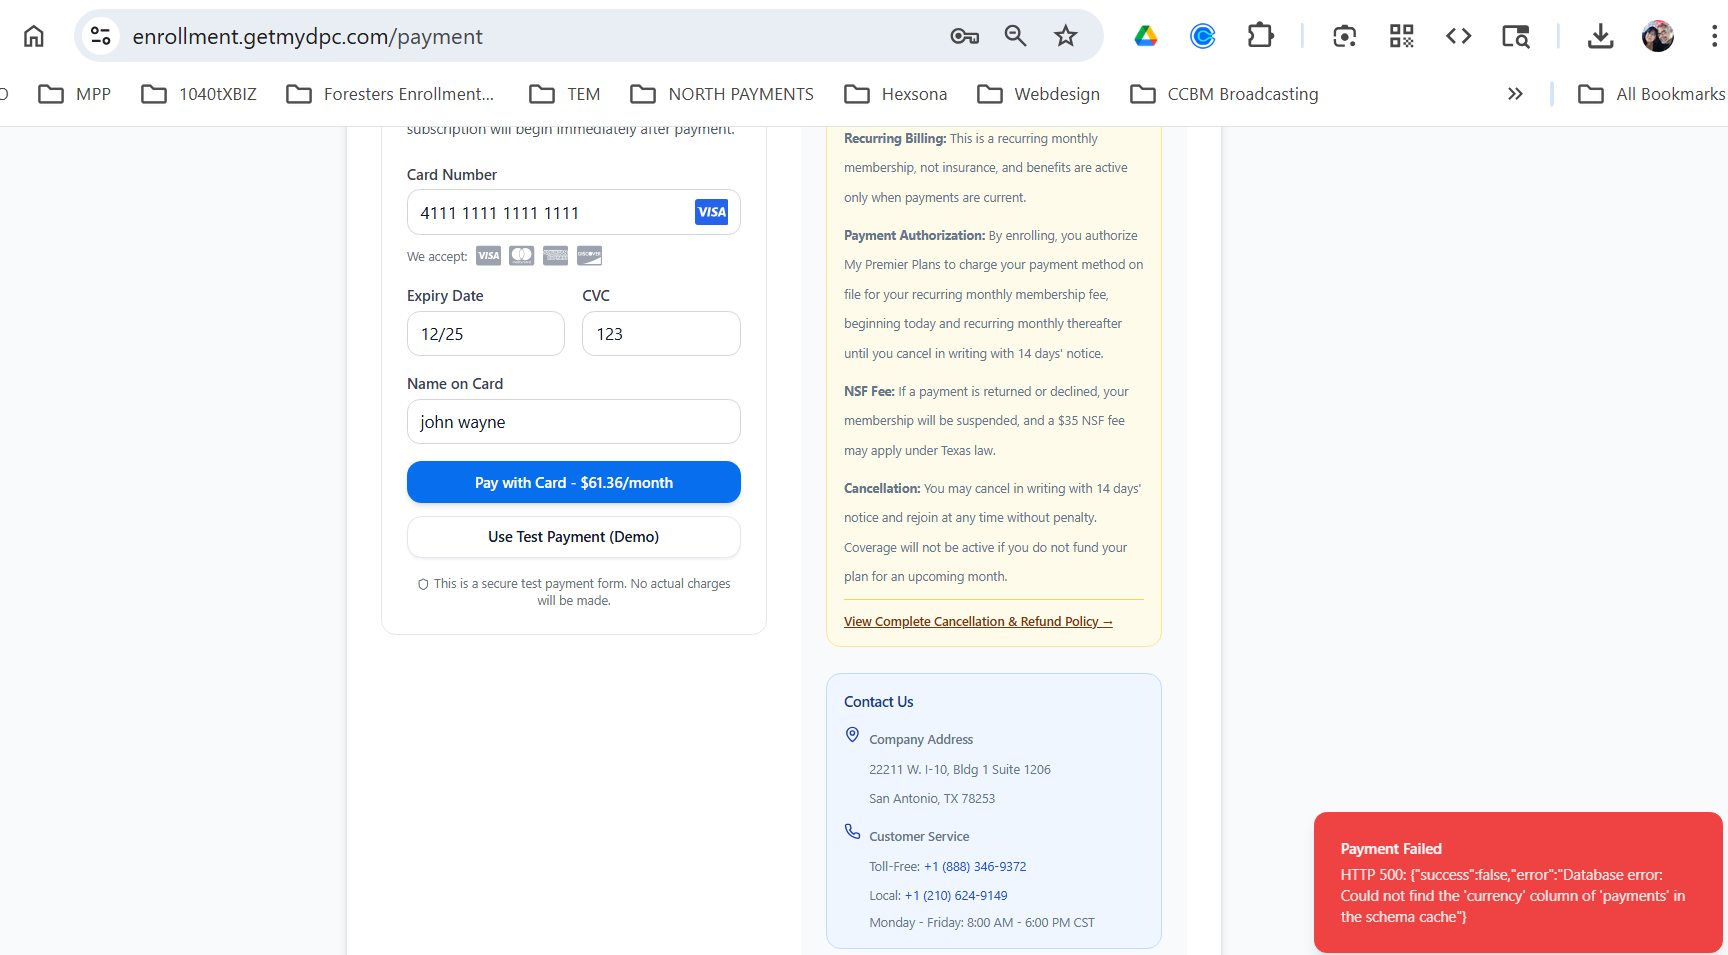 enrollment.getmydpc.com/payment
MPP
1040tXBIZ
Foresters Enrollment...
TEM
NORTH PAYMENTS
Hexsona
Webdesign
CCBM Broadcasting
All Bookmarks
subscription will begin immediately after payment.
Card Number
4111 1111 1111 1111
VISA
We accept:
VISA
DISCOVER
Expiry Date
CVC
12/25
123
Name on Card
john wayne
Pay with Card - $61.36/month
Use Test Payment (Demo)
This is a secure test payment form. No actual charges
will be made.
Recurring Billing: This is a recurring monthly
membership, not insurance, and benefits are active
only when payments are current.
Payment Authorization: By enrolling, you authorize
My Premier Plans to charge your payment method on
file for your recurring monthly membership fee,
beginning today and recurring monthly thereafter
until you cancel in writing with 14 days' notice.
NSF Fee: If a payment is returned or declined, your
membership will be suspended, and a $35 NSF fee
may apply under Texas law.
Cancellation: You may cancel in writing with 14 days'
notice and rejoin at any time without penalty.
Coverage will not be active if you do not fund your
plan for an upcoming month.
View Complete Cancellation & Refund Policy →
Contact Us
Company Address
22211 W. I-10, Bldg 1 Suite 1206
San Antonio, TX 78253
Customer Service
Toll-Free: +1 (888) 346-9372
Local: +1 (210) 624-9149
Monday - Friday: 8:00 AM - 6:00 PM CST
Payment Failed
HTTP 500: {"success":false,"error":"Database error:
Could not find the 'currency' column of 'payments' in
the schema cache"}